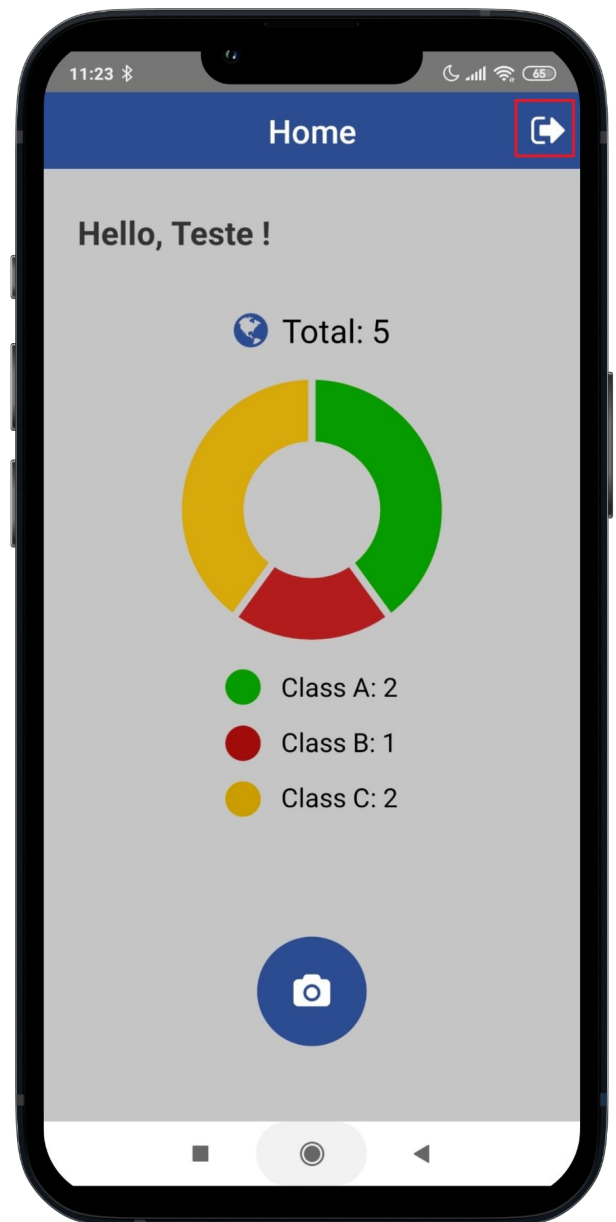 11:23
65
Home
Hello, Teste !
Total: 5
Class A: 2
Class B: 1
Class C: 2